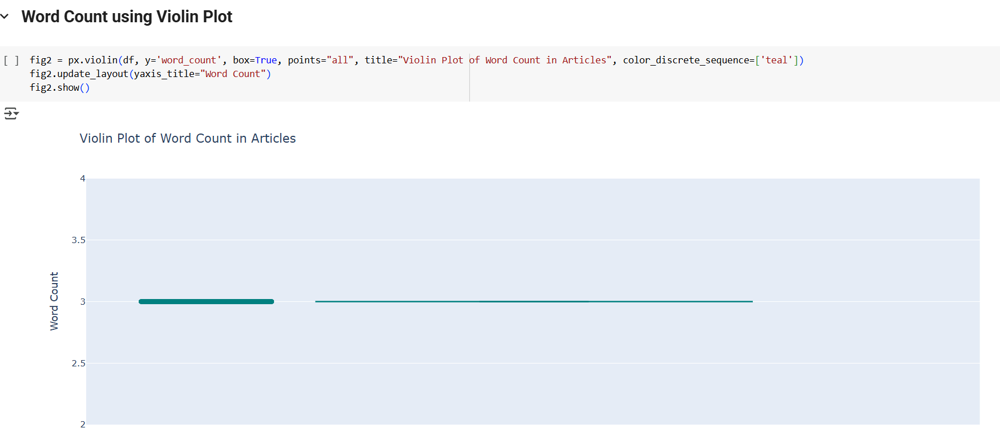 Word Count using Violin Plot
[ ] fig2 = px.violin(df, y='word_count', box=True, points="all", title="Violin Plot of Word Count in Articles", color_discrete_sequence=['teal'])
fig2.update_layout(yaxis_title="Word Count")
fig2.show()
Violin Plot of Word Count in Articles
4
3.5
3
2.5
2
Word Count